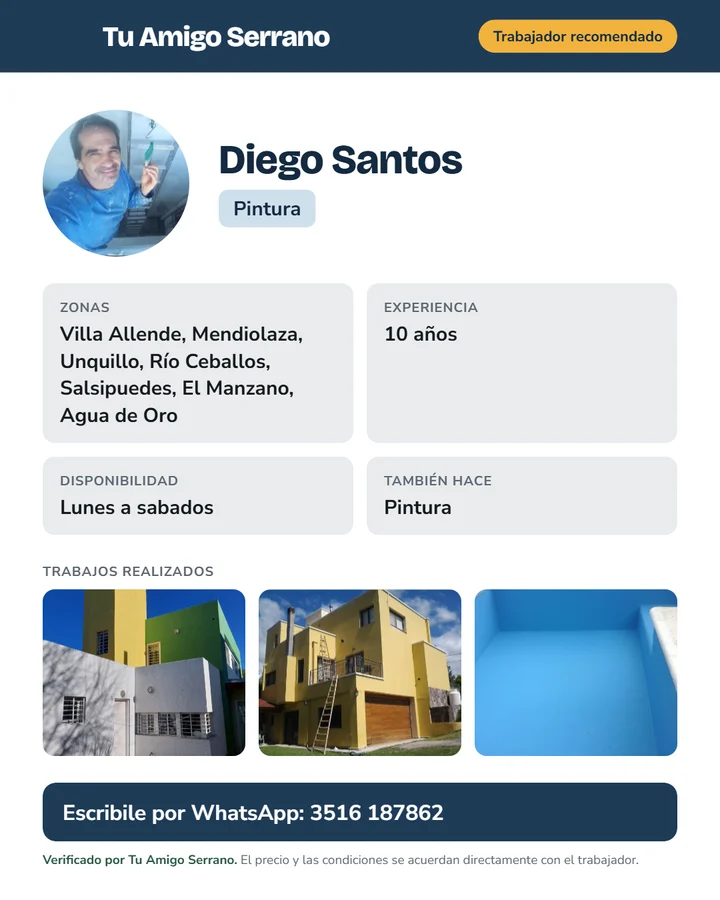 Tu Amigo Serrano
Trabajador recomendado
Diego Santos
Pintura
ZONAS
Villa Allende, Mendiolaza,
Unquillo, Río Ceballos,
Salsipuedes, El Manzano,
Agua de Oro
EXPERIENCIA
10 años
DISPONIBILIDAD
Lunes a sabados
TAMBIÉN HACE
Pintura
TRABAJOS REALIZADOS
Escribile por WhatsApp: 3516 187862
Verificado por Tu Amigo Serrano. El precio y las condiciones se acuerdan directamente con el trabajador.